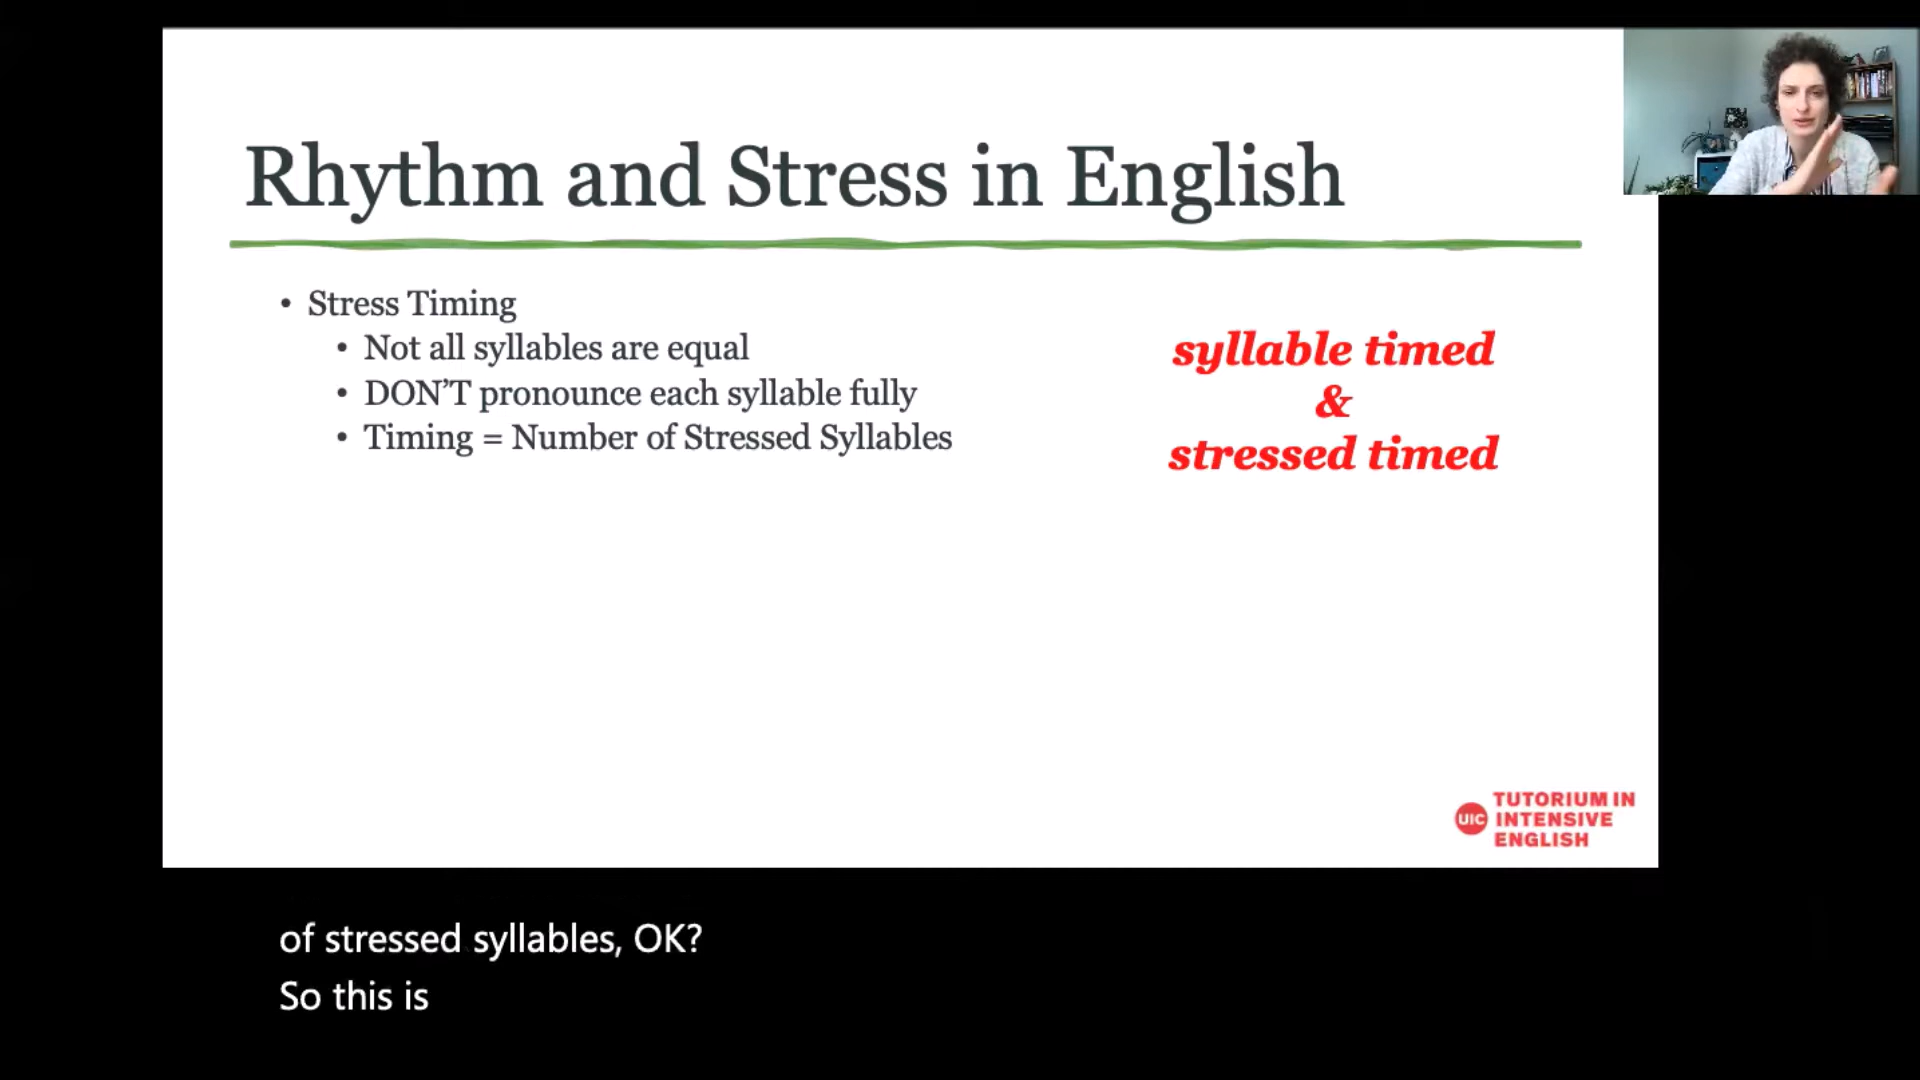 Rhythm and Stress in English
• Stress Timing
• Not all syllables are equal
• DON’T pronounce each syllable fully
• Timing = Number of Stressed Syllables
syllable timed
&
stressed timed
UIC
TUTORIUM IN
INTENSIVE
ENGLISH
of stressed syllables, OK?
So this is